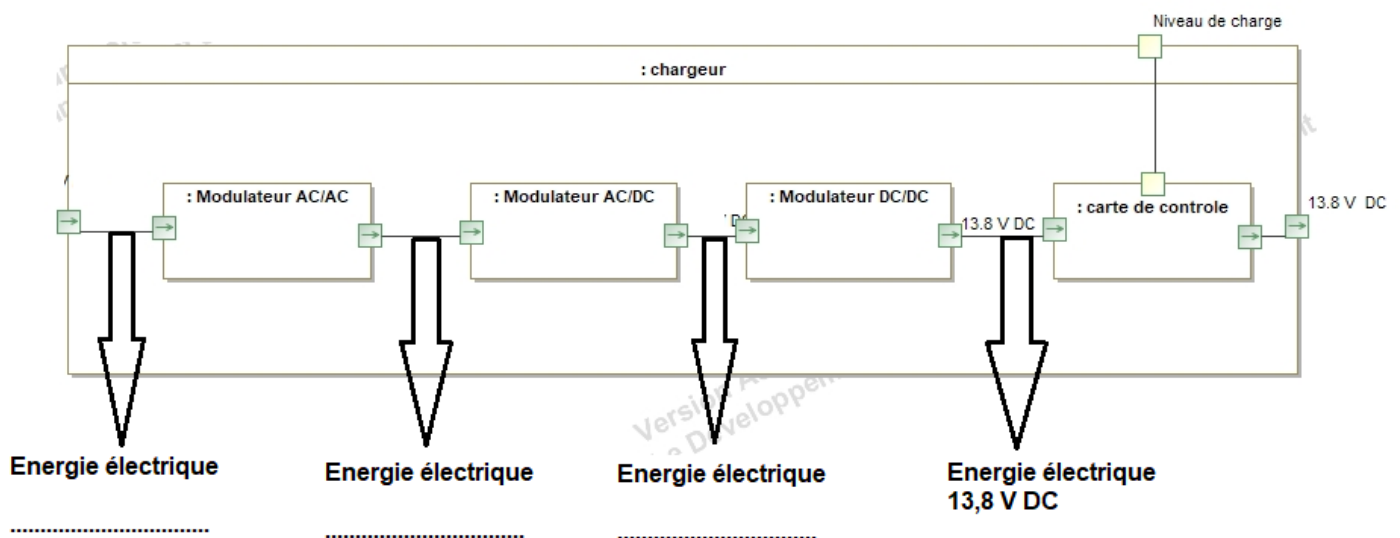 Niveau de charge
: chargeur
: Modulateur AC/AC
: Modulateur AC/DC
: Modulateur DC/DC
: carte de controle
13.8 V DC
13.8 V DC
Energie électrique
.................................
Energie électrique
.................................
Energie électrique
.................................
Energie électrique
13,8 V DC